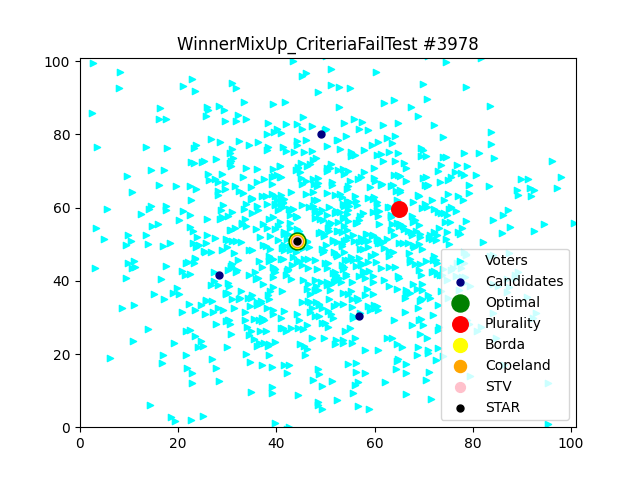 WinnerMixUp_CriteriaFailTest #3978
100
80
60
40
20
0
0
20
40
60
80
100
Voters
Candidates
Optimal
Plurality
Borda
Copeland
STV
STAR